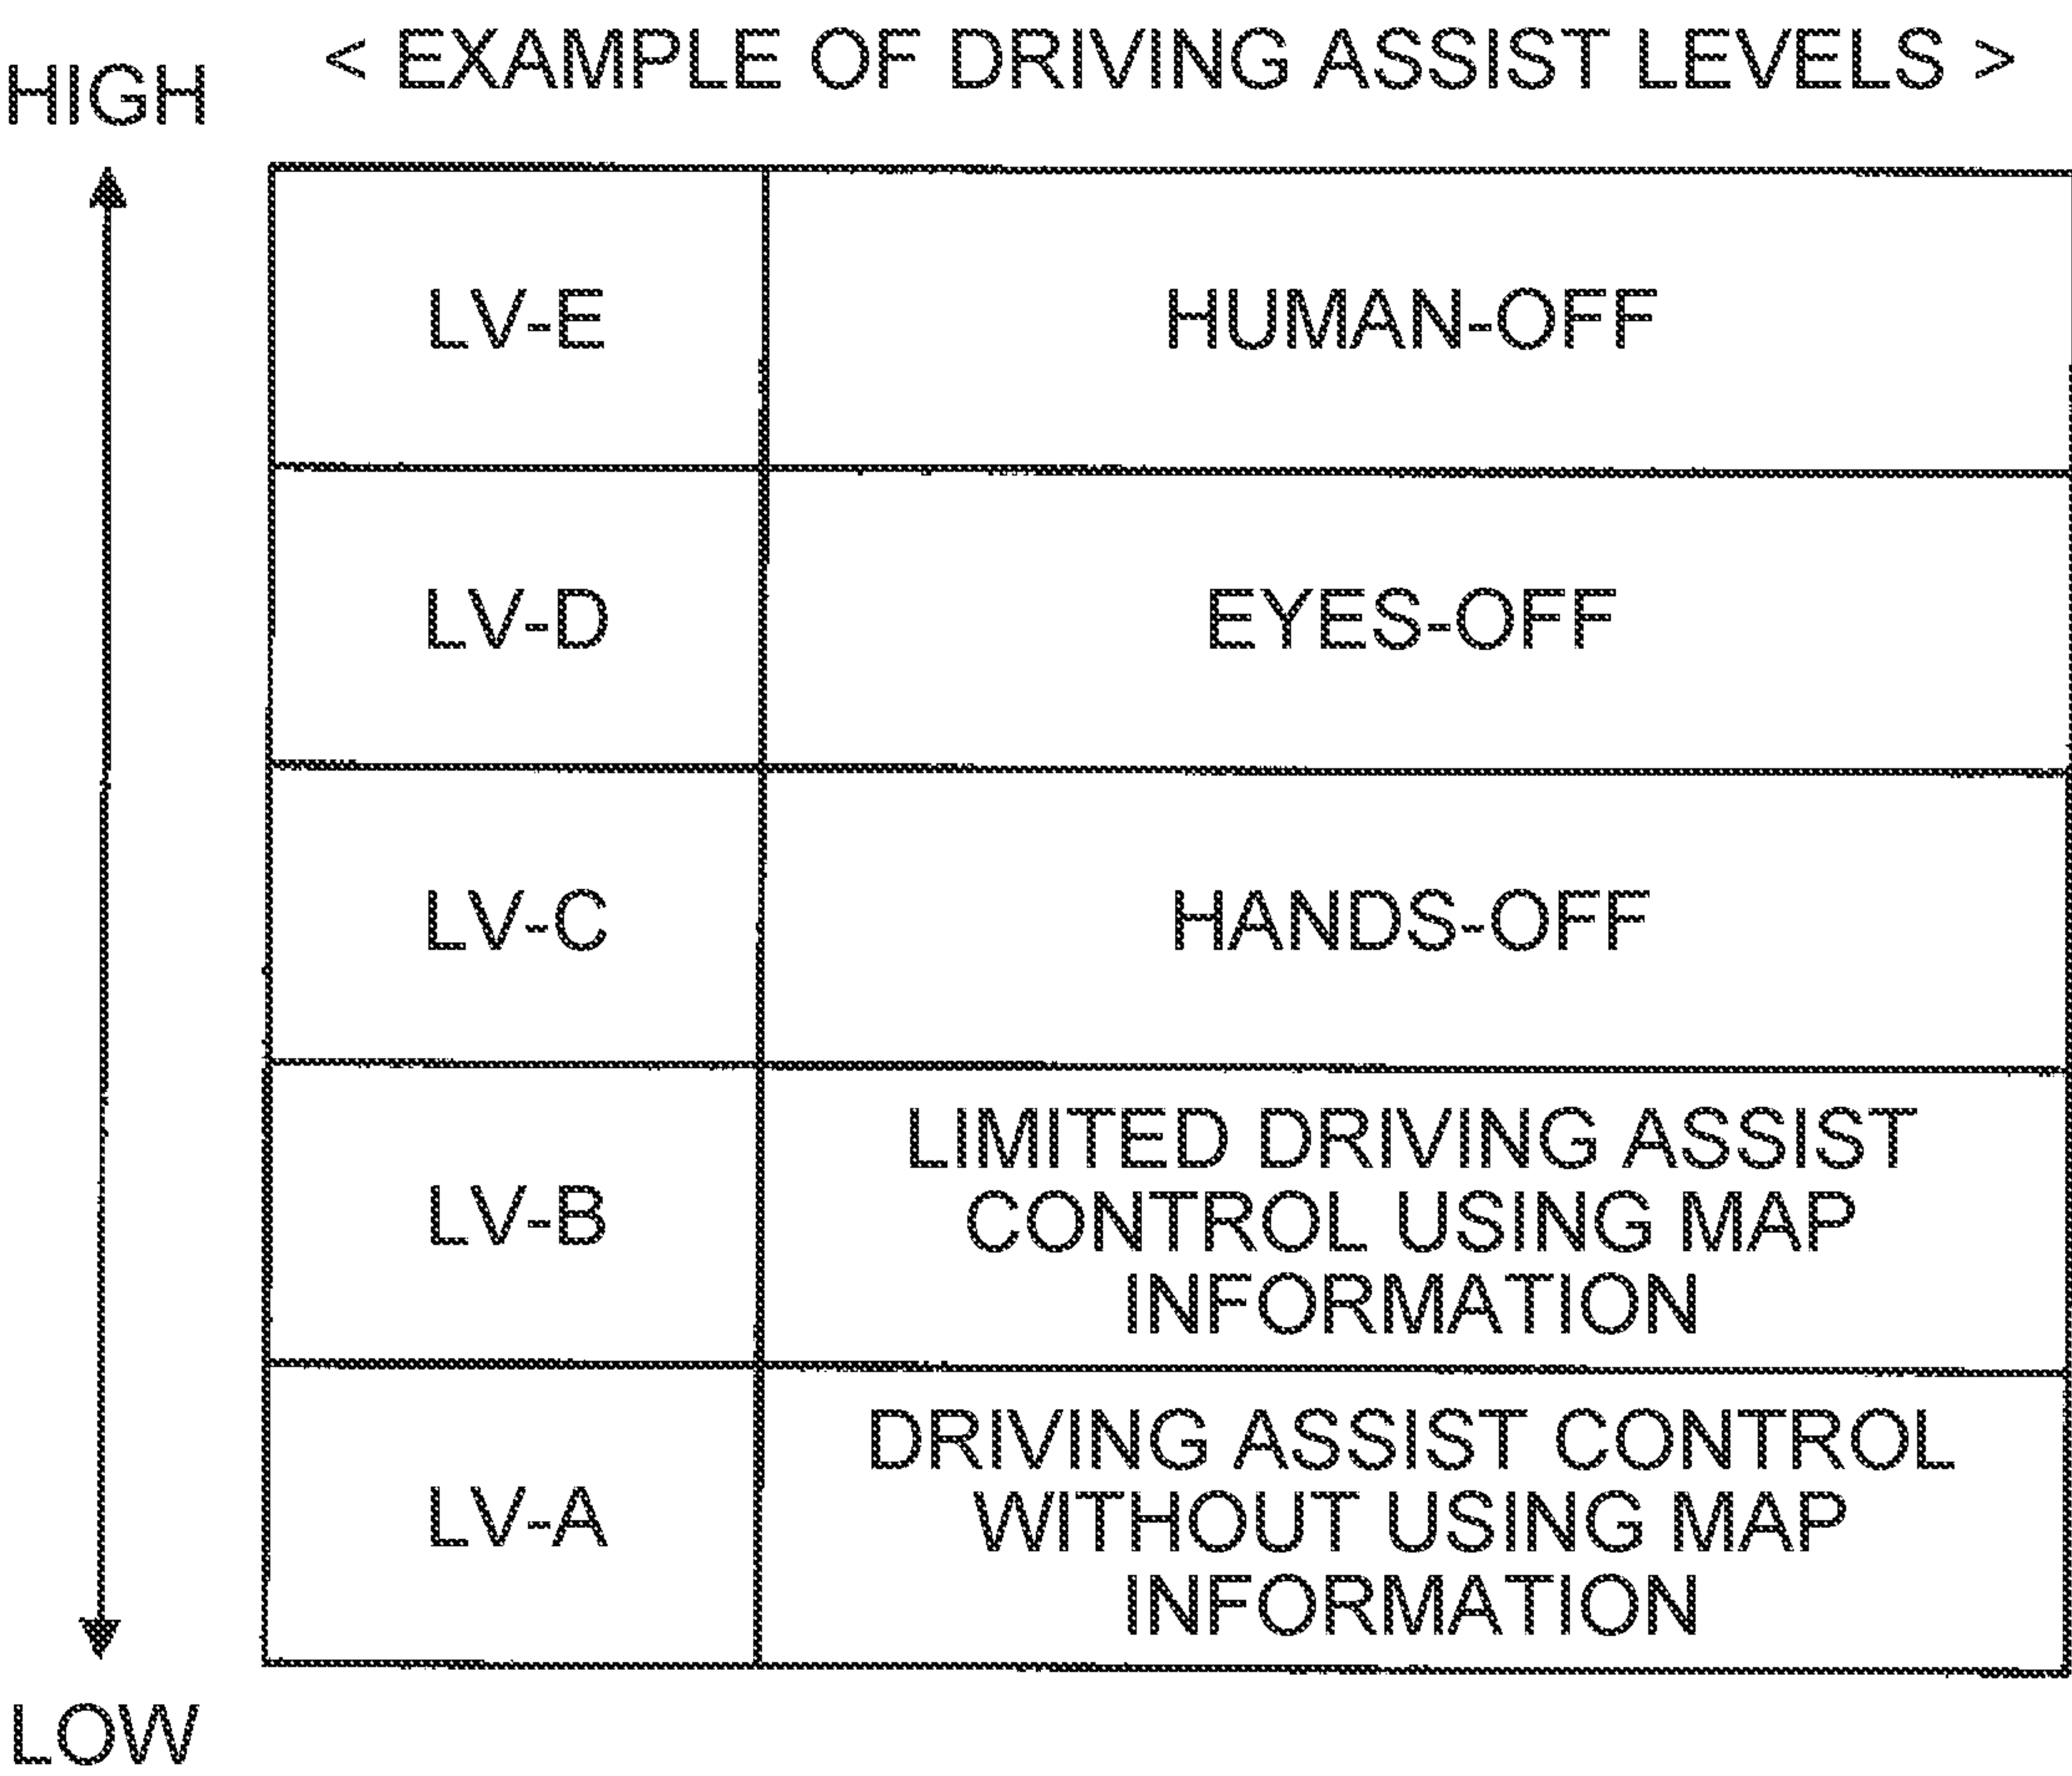 < EXAMPLE OF DRIVING ASSIST LEVELS >
HIGH
LV-E
HUMAN-OFF
LV-D
EYES-OFF
LV-C
HANDS-OFF
LV-B
LIMITED DRIVING ASSIST
CONTROL USING MAP
INFORMATION
LV-A
DRIVING ASSIST CONTROL
WITHOUT USING MAP
INFORMATION
LOW